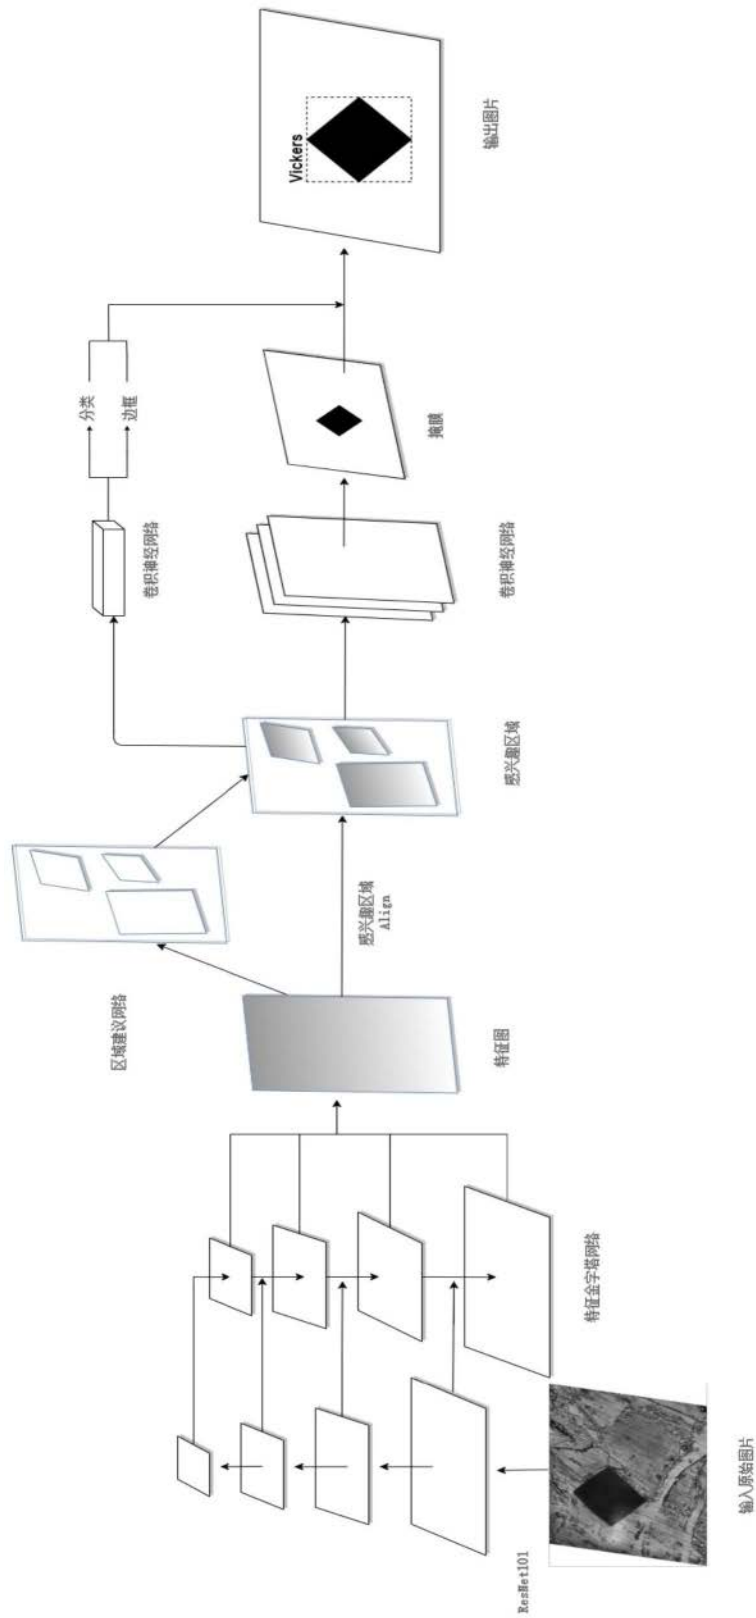 ResNet101
输入原始图片
特征金字塔网络
特征图
区域建议网络
感兴趣区域
Align
感兴趣区域
卷积神经网络
卷积神经网络
分类
边框
掩膜
Vickers
输出图片